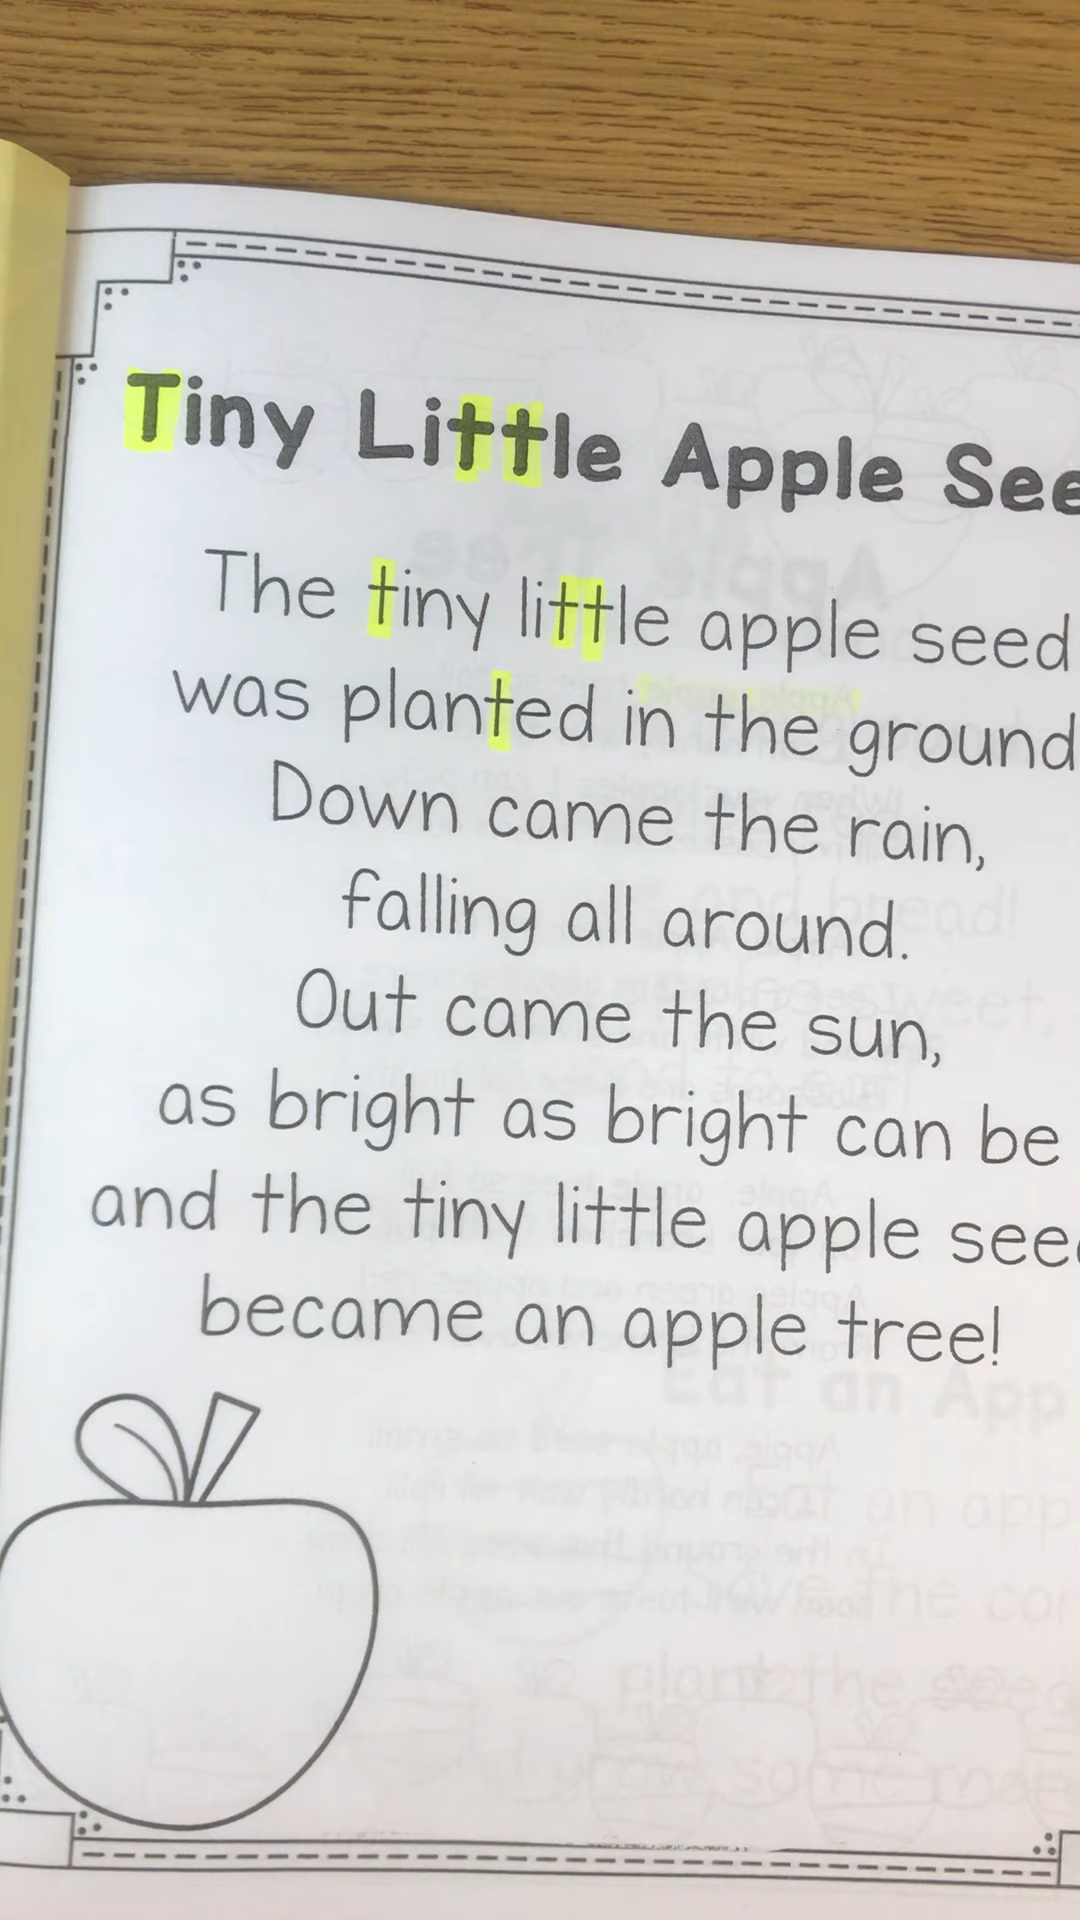 Tiny Little Apple See
The tiny little apple seed
was planted in the ground
Down came the rain,
falling all around.
Out came the sun,
as bright as bright can be
and the tiny little apple see
became an apple tree!